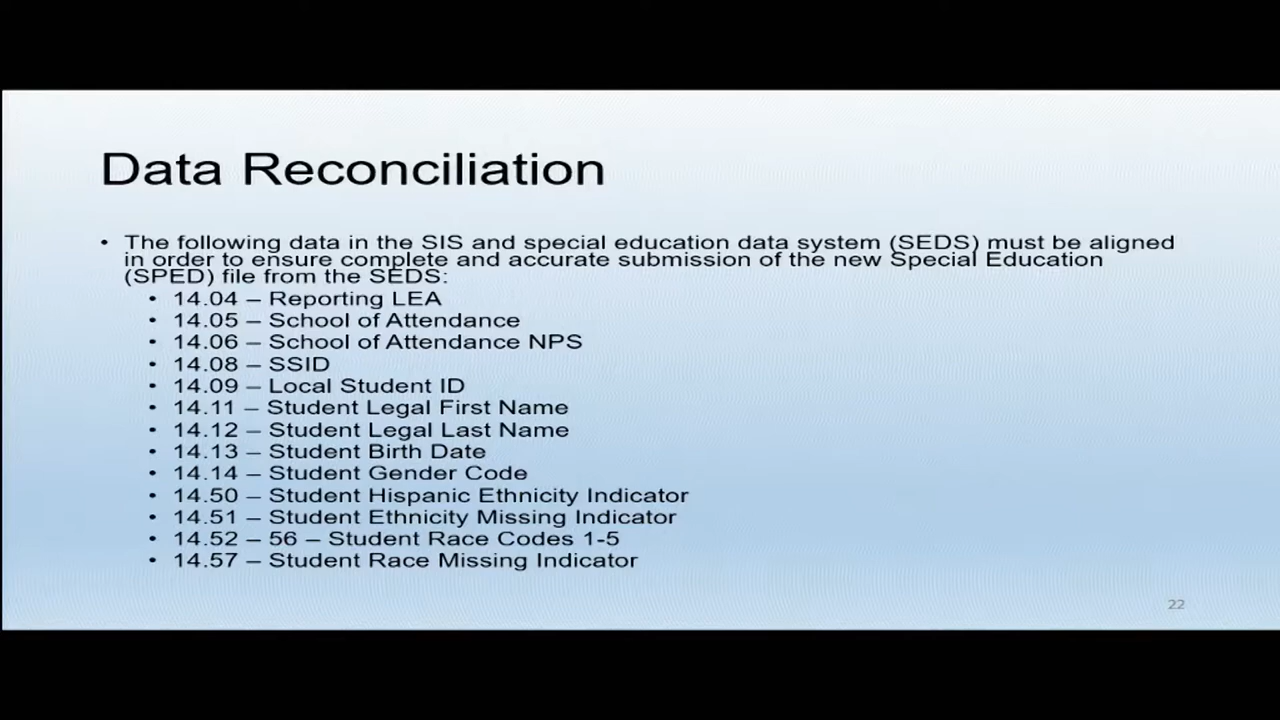 Data Reconciliation
• The following data in the SIS and special education data system (SEDS) must be aligned
in order to ensure complete and accurate submission of the new Special Education
(SPED) file from the SEDS:
• 14.04 – Reporting LEA
• 14.05 – School of Attendance
• 14.06 – School of Attendance NPS
• 14.08 – SSID
• 14.09 – Local Student ID
• 14.11 – Student Legal First Name
• 14.12 – Student Legal Last Name
• 14.13 – Student Birth Date
• 14.14 – Student Gender Code
• 14.50 – Student Hispanic Ethnicity Indicator
• 14.51 – Student Ethnicity Missing Indicator
• 14.52 – 56 – Student Race Codes 1-5
• 14.57 – Student Race Missing Indicator
22